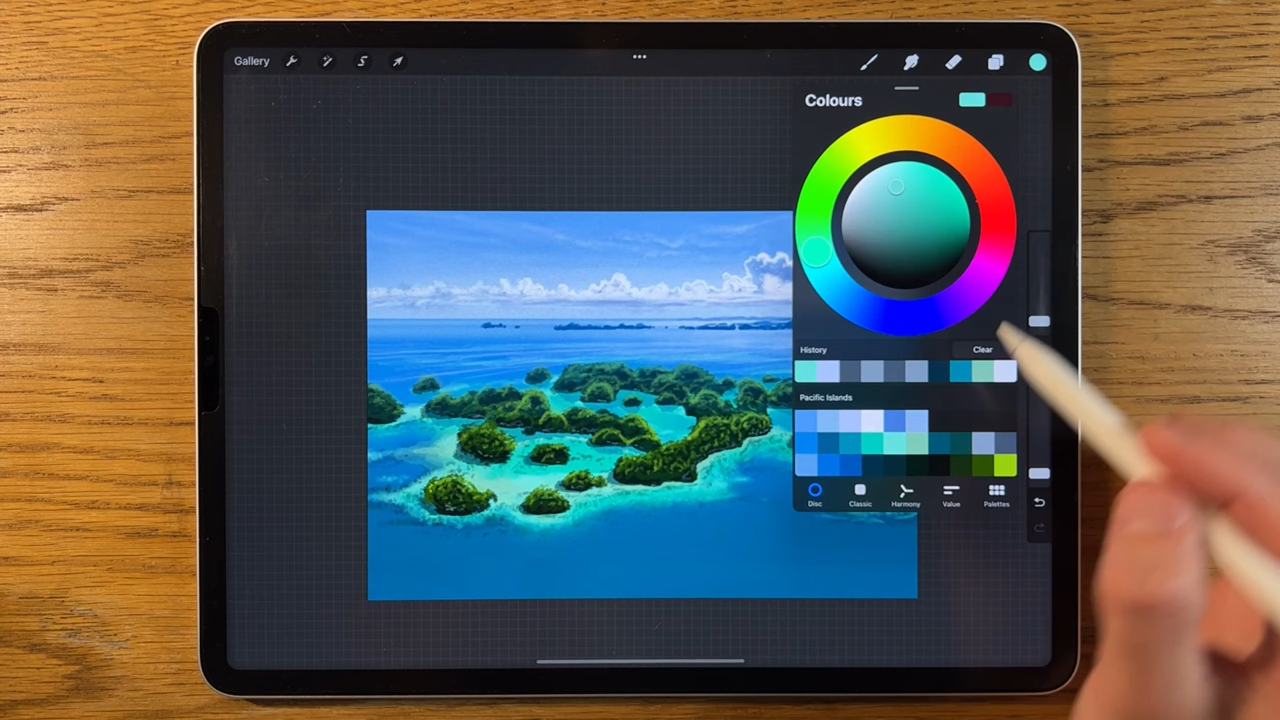 Gallery
Colours
History
Clear
Pacific Islands
Disc
Classic
Harmony
Value
Palettes